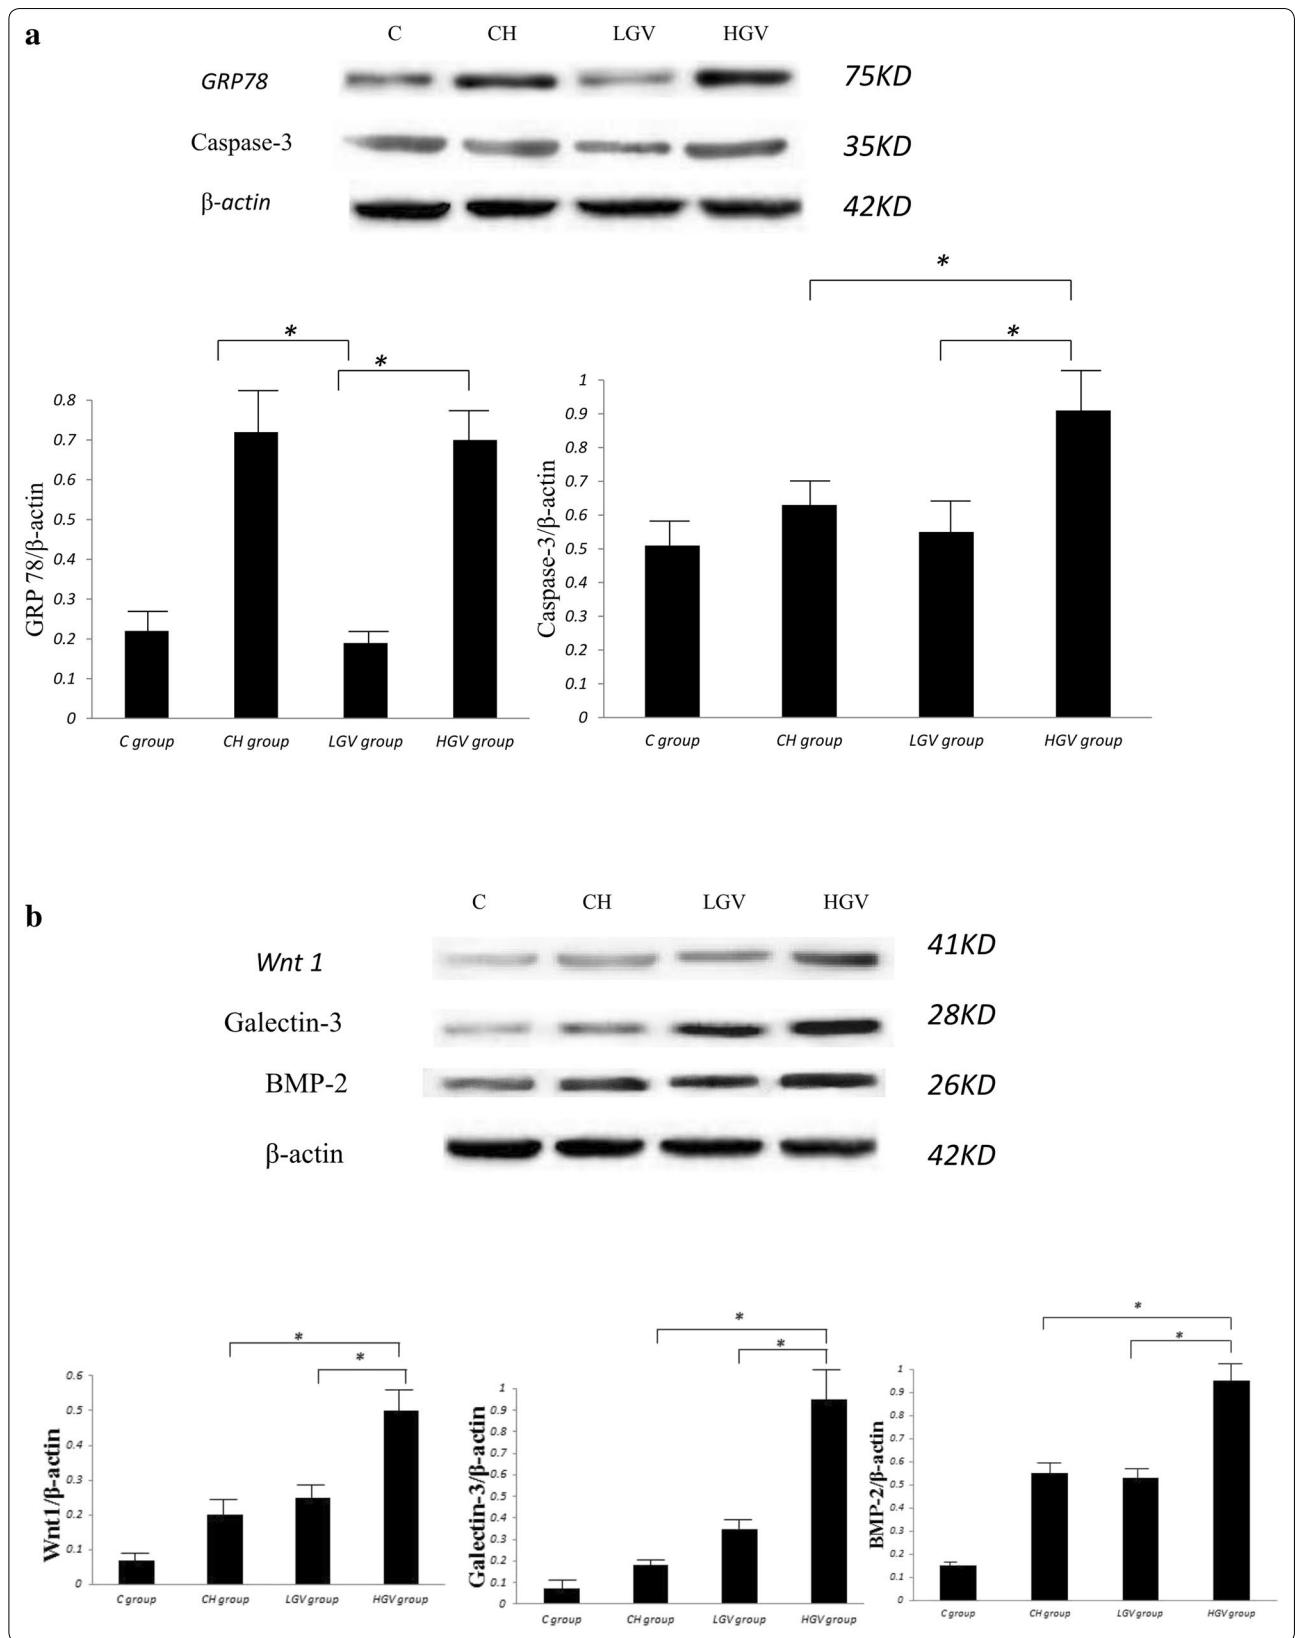 a
C CH LGV HGV
GRP78 75KD
Caspase-3 35KD
β-actin 42KD
*
*
*
*
GRP 78/β-actin
0.8
0.7
0.6
0.5
0.4
0.3
0.2
0.1
0
C group CH group LGV group HGV group
Caspase-3/β-actin
1
0.9
0.8
0.7
0.6
0.5
0.4
0.3
0.2
0.1
0
C group CH group LGV group HGV group
b
C CH LGV HGV
Wnt 1 41KD
Galectin-3 28KD
BMP-2 26KD
β-actin 42KD
*
*
Wnt1/β-actin
0.6
0.5
0.4
0.3
0.2
0.1
0
C group CH group LGV group HGV group
*
*
Galectin-3/β-actin
1
0.9
0.8
0.7
0.6
0.5
0.4
0.3
0.2
0.1
0
C group CH group LGV group HGV group
*
*
BMP-2/β-actin
1
0.9
0.8
0.7
0.6
0.5
0.4
0.3
0.2
0.1
0
C group CH group LGV group HGV group